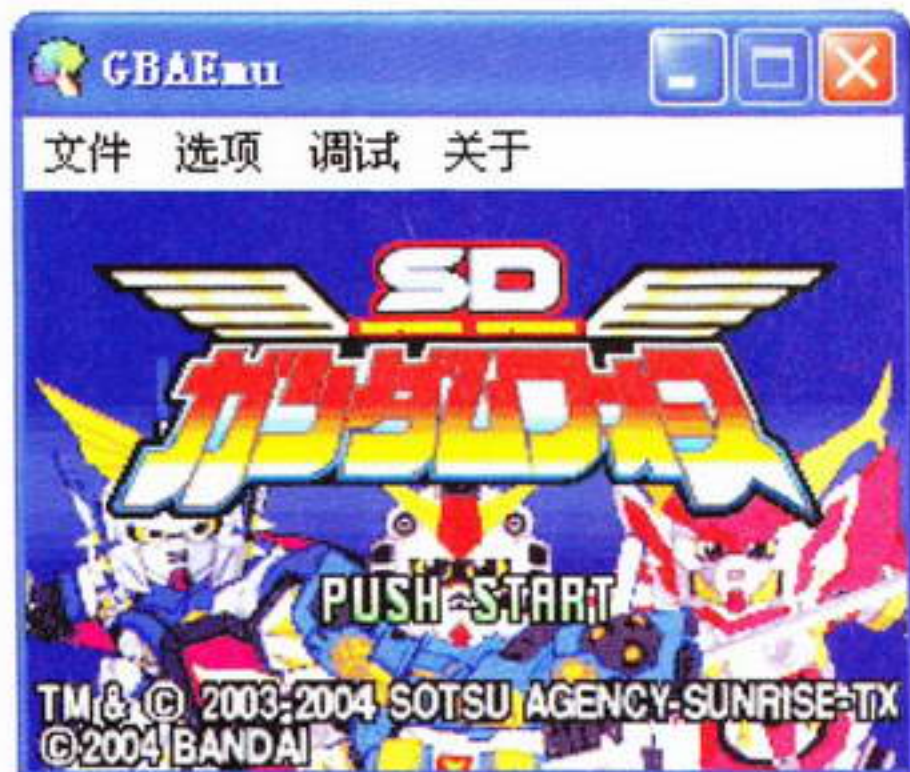 GBAEmu
文件 选项 调试 关于
SD
ガンダムフォース
PUSH START
TM & © 2003-2004 SOTSU AGENCY·SUNRISE·TX
©2004 BANDAI